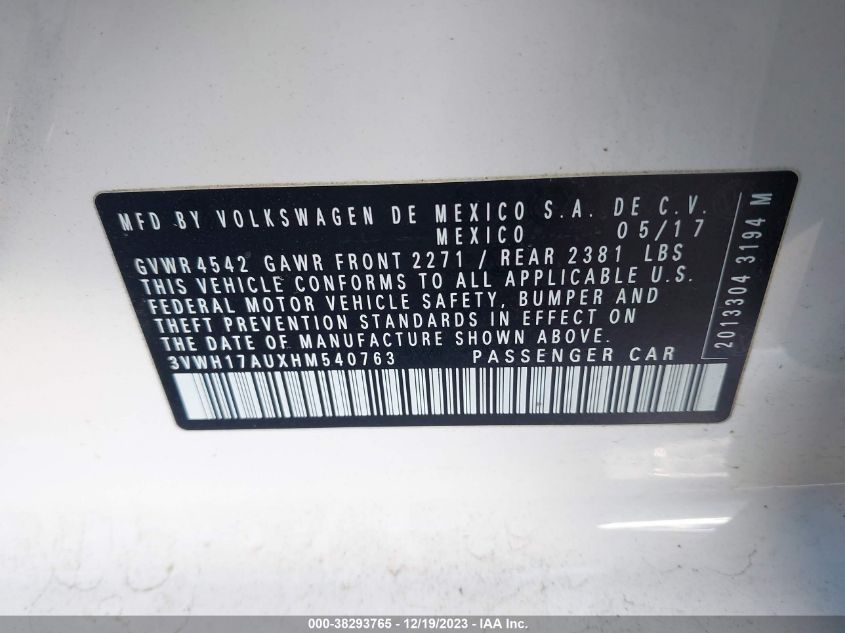 MFD BY VOLKSWAGEN DE MEXICO S.A. DE C.V.
MEXICO 05/17
GVWR 4542 GAWR FRONT 2271 / REAR 2381 LBS
THIS VEHICLE CONFORMS TO ALL APPLICABLE U.S.
FEDERAL MOTOR VEHICLE SAFETY, BUMPER AND
THEFT PREVENTION STANDARDS IN EFFECT ON
THE DATE OF MANUFACTURE SHOWN ABOVE.
3VWH17AUXHM540763 PASSENGER CAR
2013304 3194 M
000-38293765 - 12/19/2023 - IAA Inc.